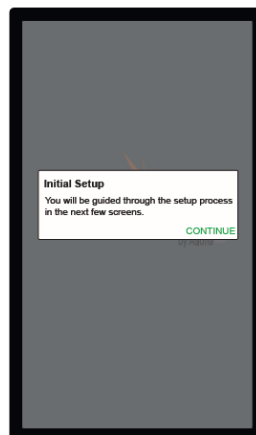 Initial Setup
You will be guided through the setup process
in the next few screens.
CONTINUE